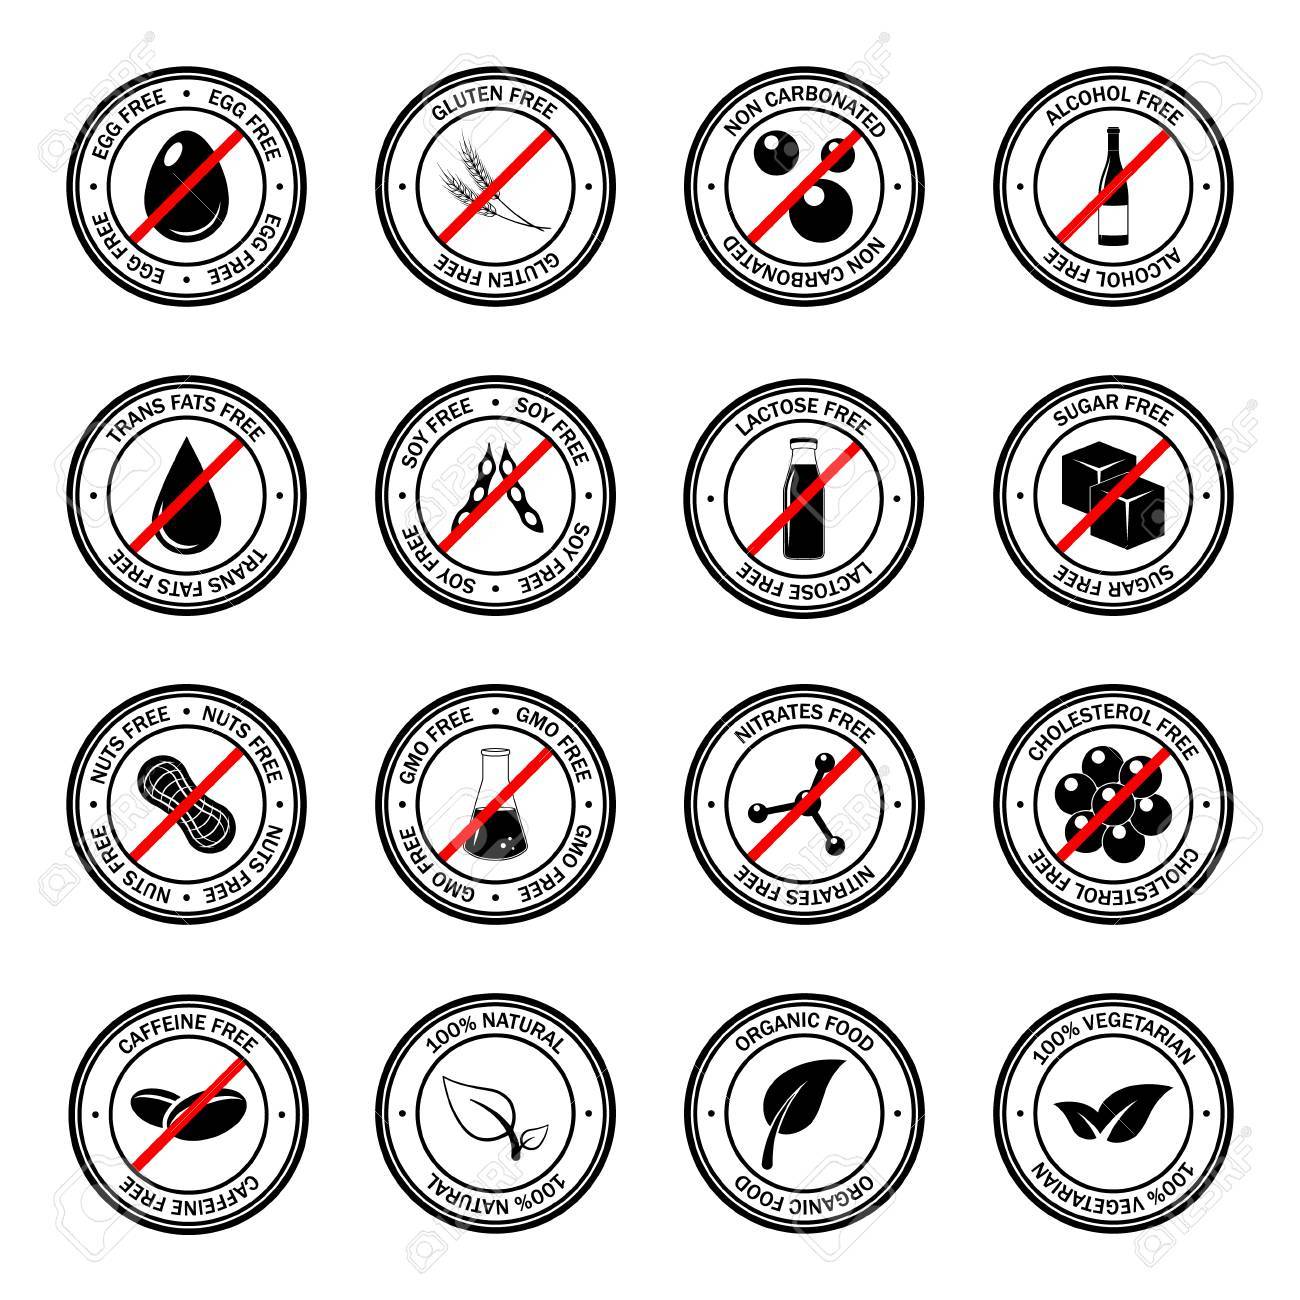 EGG FREE • EGG FREE • EGG FREE • EGG FREE •
GLUTEN FREE • GLUTEN FREE •
NON CARBONATED • NON CARBONATED •
ALCOHOL FREE • ALCOHOL FREE •
TRANS FATS FREE • TRANS FATS FREE •
SOY FREE • SOY FREE • SOY FREE • SOY FREE •
LACTOSE FREE • LACTOSE FREE •
SUGAR FREE • SUGAR FREE •
NUTS FREE • NUTS FREE • NUTS FREE • NUTS FREE •
GMO FREE • GMO FREE • GMO FREE • GMO FREE •
NITRATES FREE • NITRATES FREE •
CHOLESTEROL FREE • CHOLESTEROL FREE •
CAFFEINE FREE • CAFFEINE FREE •
100% NATURAL • 100% NATURAL •
ORGANIC FOOD • ORGANIC FOOD •
100% VEGETARIAN • 100% VEGETARIAN •
123RF